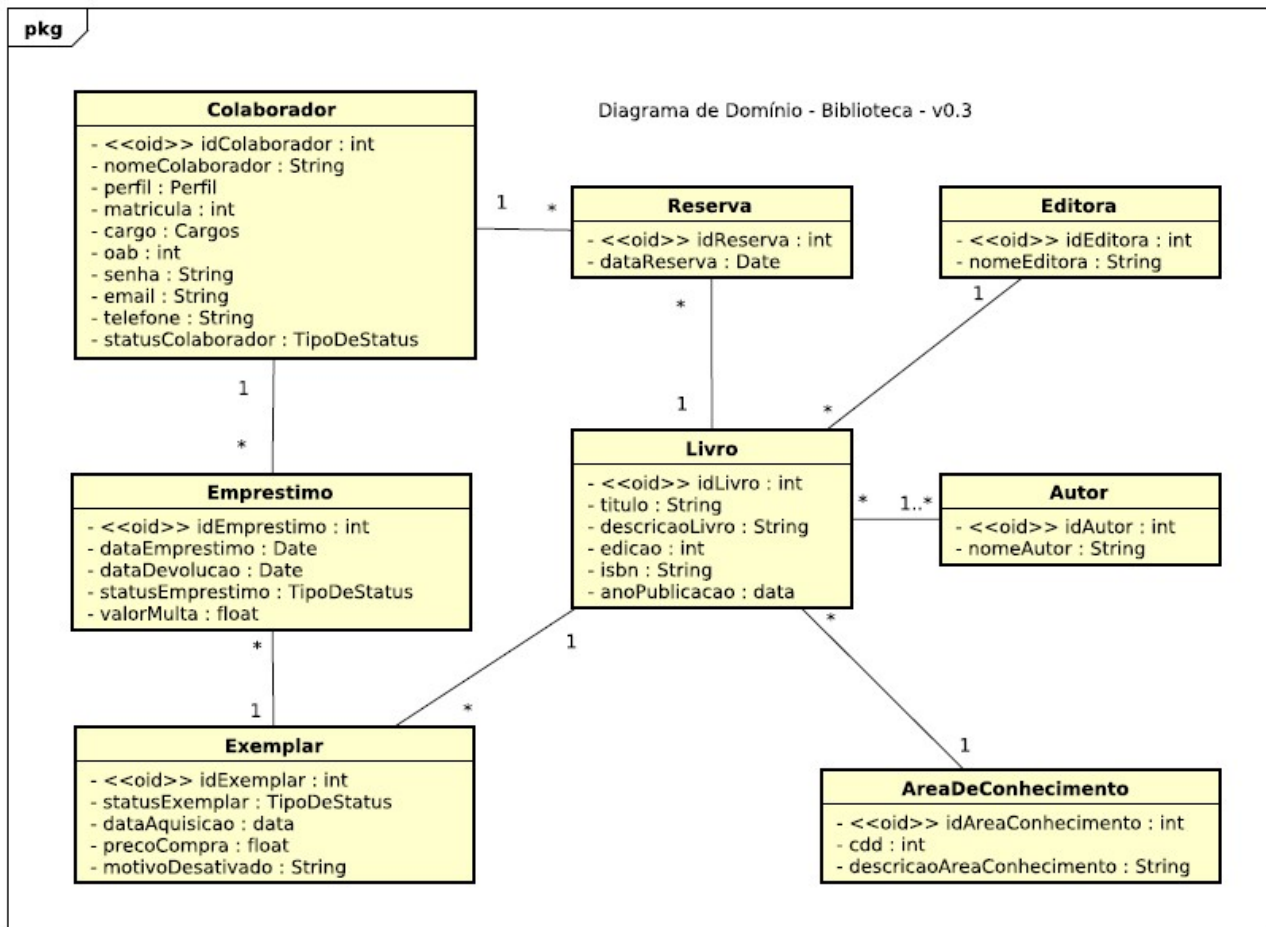 pkg
Diagrama de Domínio - Biblioteca - v0.3
Colaborador
- <<oid>> idColaborador : int
- nomeColaborador : String
- perfil : Perfil
- matricula : int
- cargo : Cargos
- oab : int
- senha : String
- email : String
- telefone : String
- statusColaborador : TipoDeStatus
1
*
Reserva
- <<oid>> idReserva : int
- dataReserva : Date
Editora
- <<oid>> idEditora : int
- nomeEditora : String
*
1
1
*
1
*
Emprestimo
- <<oid>> idEmprestimo : int
- dataEmprestimo : Date
- dataDevolucao : Date
- statusEmprestimo : TipoDeStatus
- valorMulta : float
Livro
- <<oid>> idLivro : int
- titulo : String
- descricaoLivro : String
- edicao : int
- isbn : String
- anoPublicacao : data
*
1..*
Autor
- <<oid>> idAutor : int
- nomeAutor : String
*
1
1
*
*
1
Exemplar
- <<oid>> idExemplar : int
- statusExemplar : TipoDeStatus
- dataAquisicao : data
- precoCompra : float
- motivoDesativado : String
AreaDeConhecimento
- <<oid>> idAreaConhecimento : int
- cdd : int
- descricaoAreaConhecimento : String